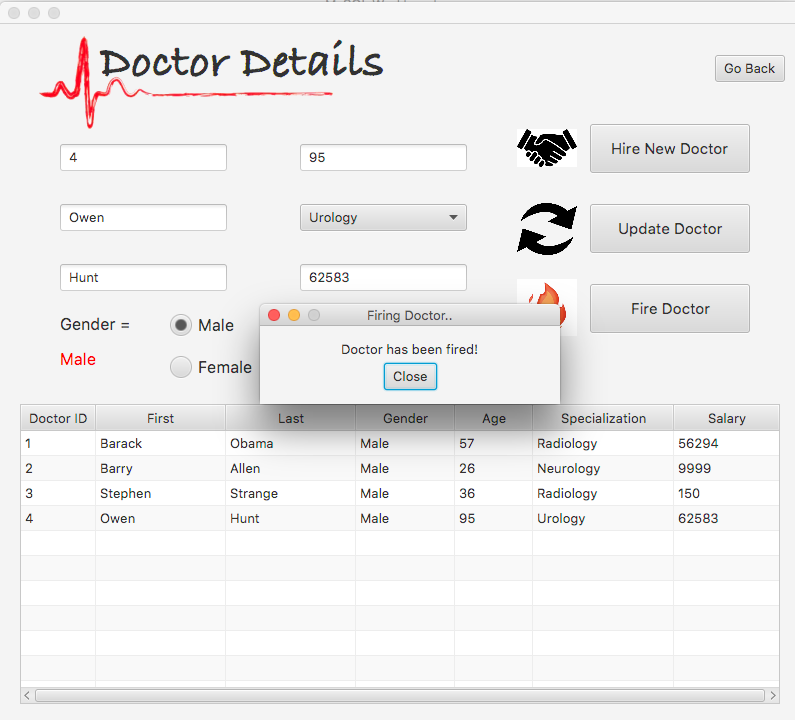 Doctor Details
Go Back
4
95
Hire New Doctor
Owen
Urology
Update Doctor
Hunt
62583
Fire Doctor
Gender =
Male
Male
Female
Firing Doctor..
Doctor has been fired!
Close
Doctor ID First Last Gender Age Specialization Salary
1 Barack Obama Male 57 Radiology 56294
2 Barry Allen Male 26 Neurology 9999
3 Stephen Strange Male 36 Radiology 150
4 Owen Hunt Male 95 Urology 62583